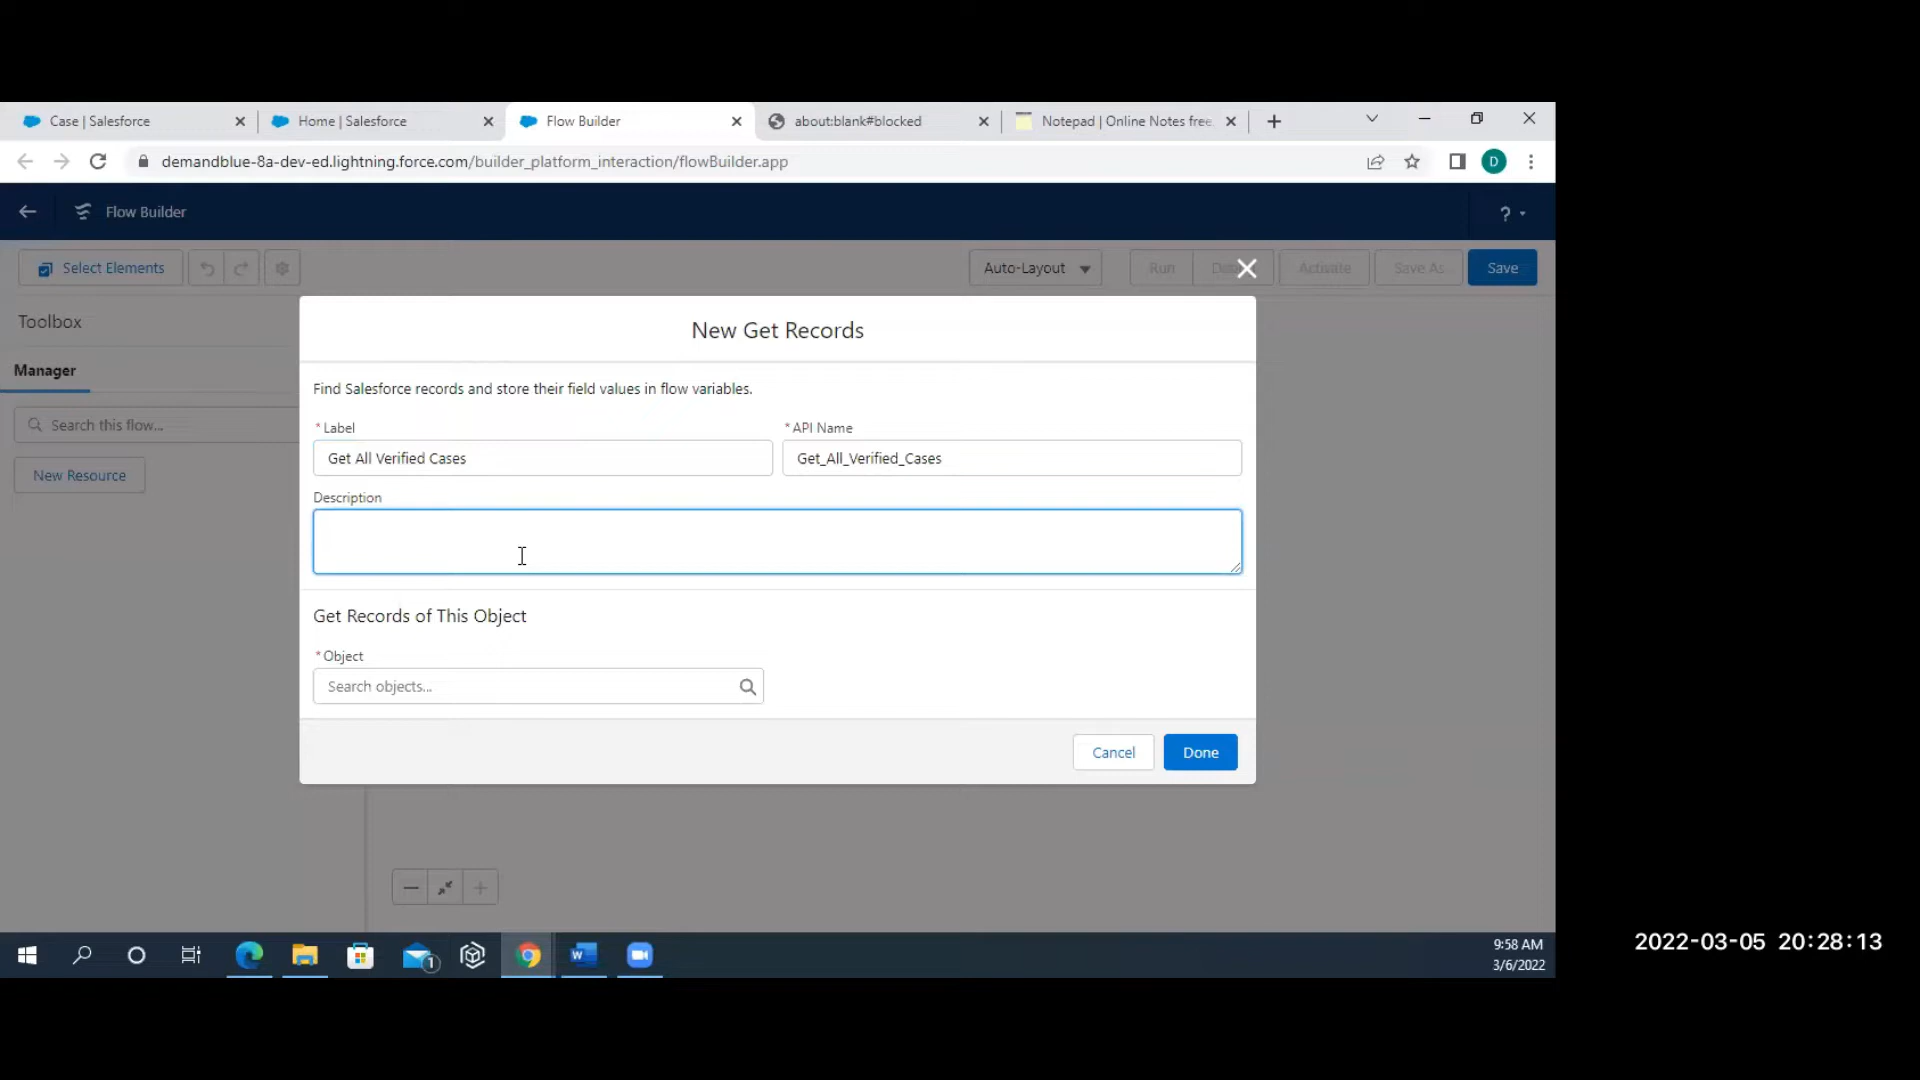 Case | Salesforce
Home | Salesforce
Flow Builder
about:blank#blocked
Notepad | Online Notes free
demandblue-8a-dev-ed.lightning.force.com/builder_platform_interaction/flowBuilder.app
D
Flow Builder
?
Select Elements
Auto-Layout
Run
Activate
Save As
Save
Toolbox
Manager
Search this flow...
New Resource
New Get Records
Find Salesforce records and store their field values in flow variables.
* Label
* API Name
Get All Verified Cases
Get_All_Verified_Cases
Description
Get Records of This Object
* Object
Search objects...
Cancel
Done
1
9:58 AM
3/6/2022
2022-03-05 20:28:13